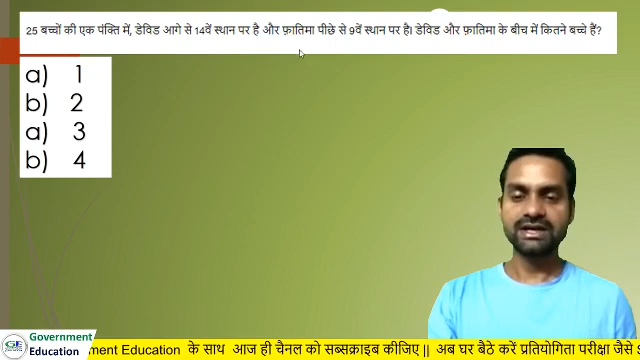 25 बच्चों की एक पंक्ति में, डेविड आगे से 14वें स्थान पर है और फ़ातिमा पीछे से 9वें स्थान पर है। डेविड और फ़ातिमा के बीच में कितने बच्चे हैं?
a) 1
b) 2
a) 3
b) 4
Government
Education
ment Education के साथ आज ही चैनल को सब्सक्राइब कीजिए || अब घर बैठे करें प्रतियोगिता परीक्षा जैसे